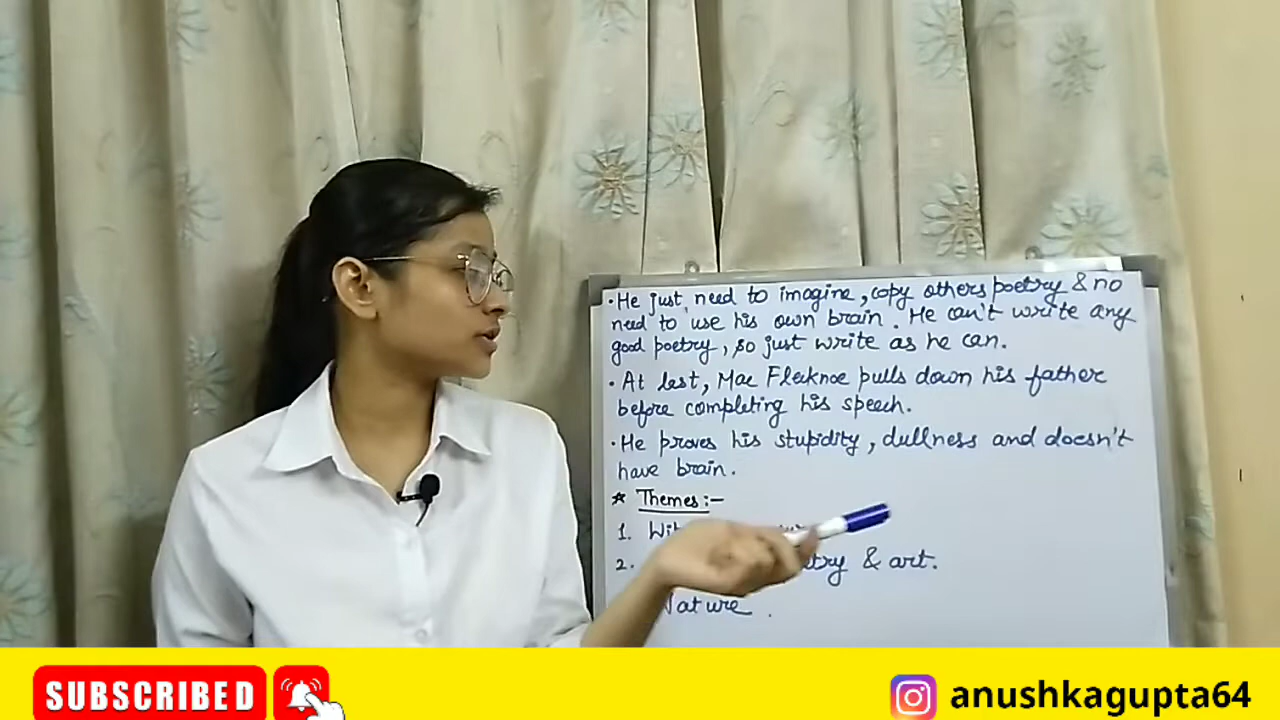 • He just need to imagine, copy others poetry & no
need to use his own brain. He can't write any
good poetry, so just write as he can.
• At last, Mac Flecknoe pulls down his father
before completing his speech.
• He proves his stupidity, dullness and doesn't
have brain.
* Themes :-
1. Wit
2. & art.
Nature.
SUBSCRIBED
anushkagupta64